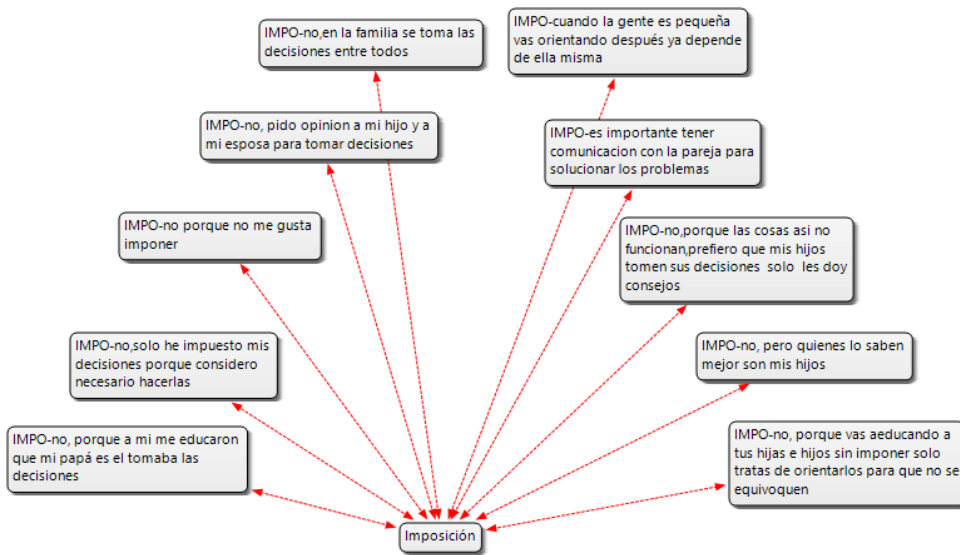 IMPO-no,en la familia se toma las
decisiones entre todos
IMPO-cuando la gente es pequeña
vas orientando después ya depende
de ella misma
IMPO-no, pido opinion a mi hijo y a
mi esposa para tomar decisiones
IMPO-es importante tener
comunicacion con la pareja para
solucionar los problemas
IMPO-no porque no me gusta
imponer
IMPO-no,porque las cosas asi no
funcionan,prefiero que mis hijos
tomen sus decisiones solo les doy
consejos
IMPO-no,solo he impuesto mis
decisiones porque considero
necesario hacerlas
IMPO-no, pero quienes lo saben
mejor son mis hijos
IMPO-no, porque a mi me educaron
que mi papá es el tomaba las
decisiones
IMPO-no, porque vas aeducando a
tus hijas e hijos sin imponer solo
tratas de orientarlos para que no se
equivoquen
Imposición